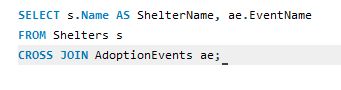 SELECT s.Name AS ShelterName, ae.EventName
FROM Shelters s
CROSS JOIN AdoptionEvents ae;